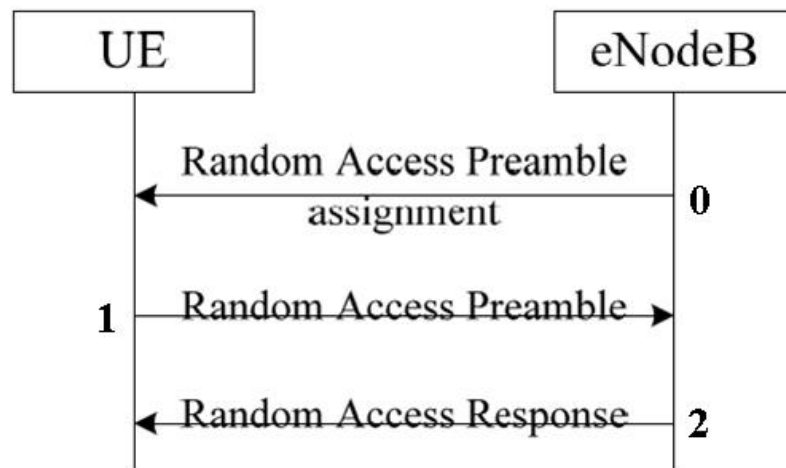 UE
eNodeB
Random Access Preamble
assignment
0
1
Random Access Preamble
Random Access Response
2